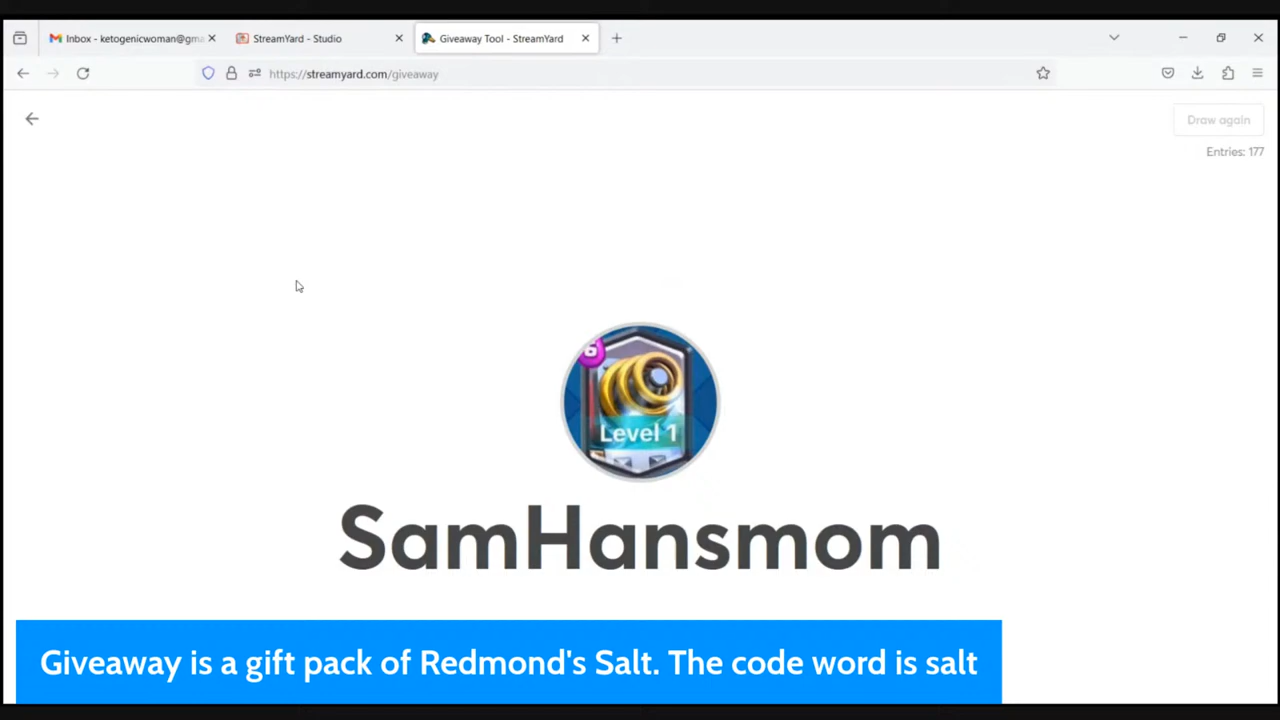 Inbox - ketogenicwoman@gma
StreamYard - Studio
Giveaway Tool - StreamYard
https://streamyard.com/giveaway
Draw again
Entries: 177
6
Level 1
SamHansmom
Giveaway is a gift pack of Redmond's Salt. The code word is salt